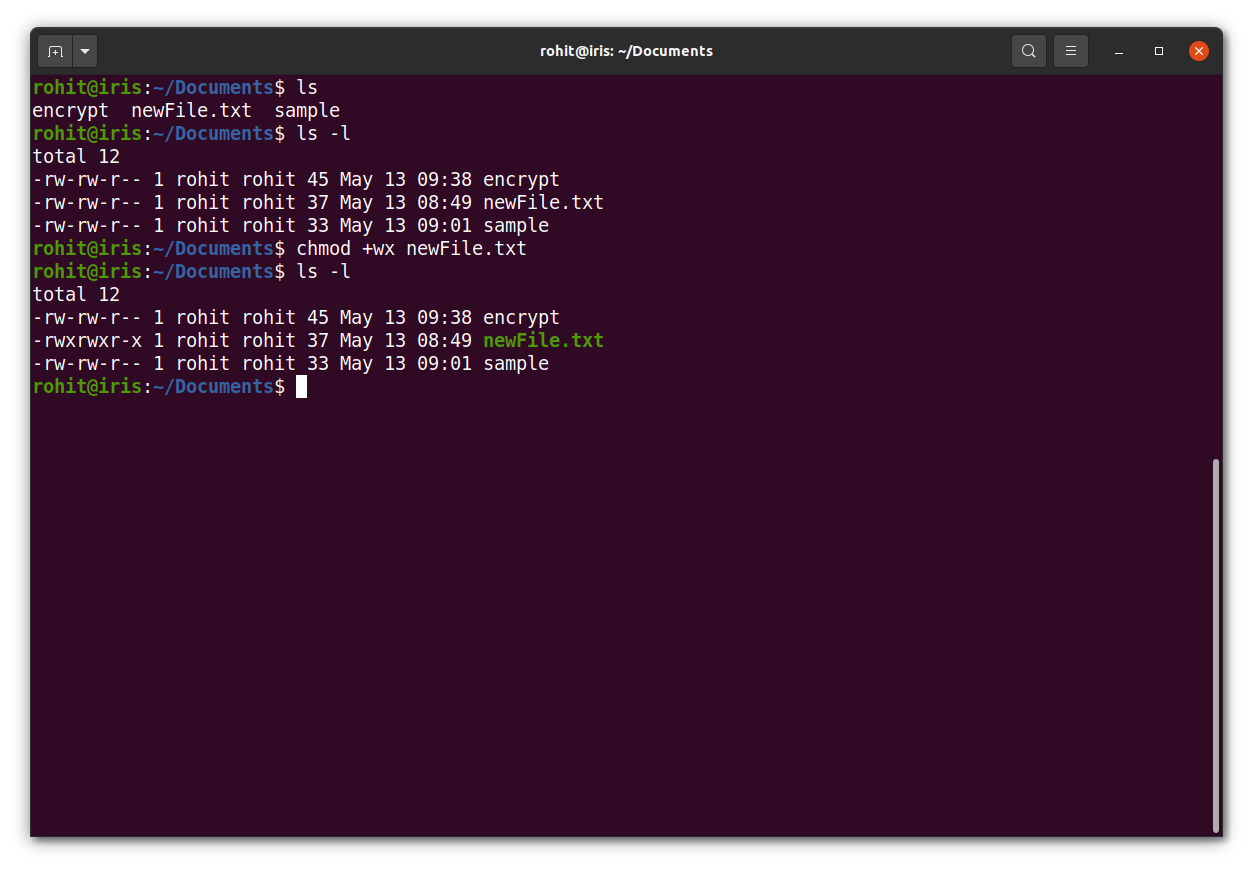 rohit@iris: ~/Documents
rohit@iris:~/Documents$ ls
encrypt  newFile.txt  sample
rohit@iris:~/Documents$ ls -l
total 12
-rw-rw-r-- 1 rohit rohit 45 May 13 09:38 encrypt
-rw-rw-r-- 1 rohit rohit 37 May 13 08:49 newFile.txt
-rw-rw-r-- 1 rohit rohit 33 May 13 09:01 sample
rohit@iris:~/Documents$ chmod +wx newFile.txt
rohit@iris:~/Documents$ ls -l
total 12
-rw-rw-r-- 1 rohit rohit 45 May 13 09:38 encrypt
-rwxrwxr-x 1 rohit rohit 37 May 13 08:49 newFile.txt
-rw-rw-r-- 1 rohit rohit 33 May 13 09:01 sample
rohit@iris:~/Documents$